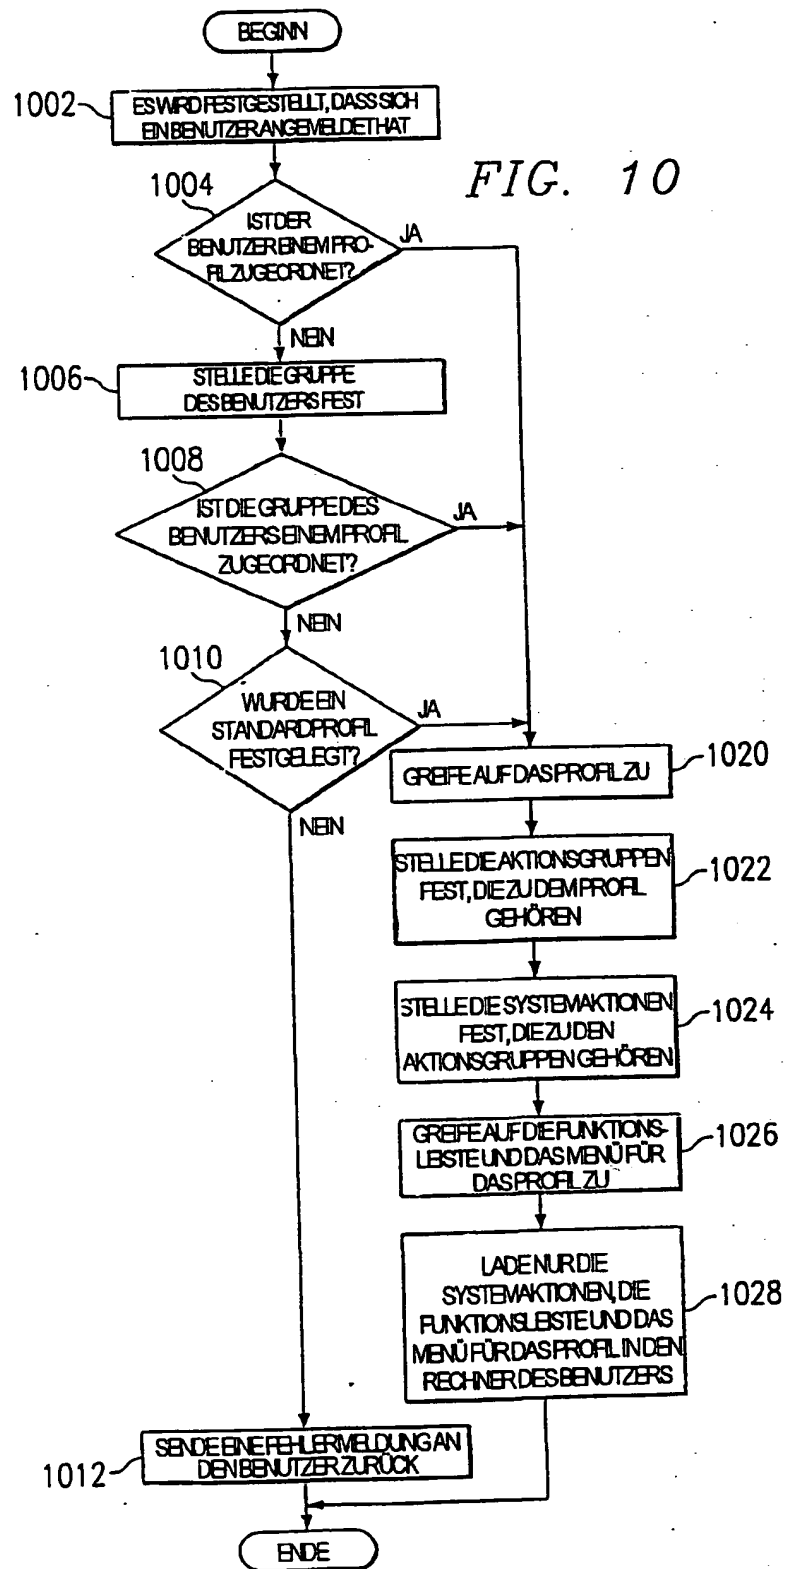 BEGINN
1002
ES WIRD FESTGESTELLT, DASS SICH
EIN BENUTZER ANGEMELDET HAT
FIG. 10
1004
IST DER
BENUTZER EINEM PRO-
FIL ZUGEORDNET?
JA
NEIN
1006
STELLE DIE GRUPPE
DES BENUTZERS FEST
1008
IST DIE GRUPPE DES
BENUTZERS EINEM PROFIL
ZUGEORDNET?
JA
NEIN
1010
WURDE EIN
STANDARDPROFIL
FESTGELEGT?
JA
NEIN
GREIFE AUF DAS PROFIL ZU
1020
STELLE DIE AKTIONSGRUPPEN
FEST, DIE ZU DEM PROFIL
GEHÖREN
1022
STELLE DIE SYSTEMAKTIONEN
FEST, DIE ZU DEN
AKTIONSGRUPPEN GEHÖREN
1024
GREIFE AUF DIE FUNKTIONS-
LEISTE UND DAS MENÜ FÜR
DAS PROFIL ZU
1026
LADE NUR DIE
SYSTEMAKTIONEN, DIE
FUNKTIONSLEISTE UND DAS
MENÜ FÜR DAS PROFIL IN DEN
RECHNER DES BENUTZERS
1028
SENDE EINE FEHLERMELDUNG AN
DEN BENUTZER ZURÜCK
1012
ENDE